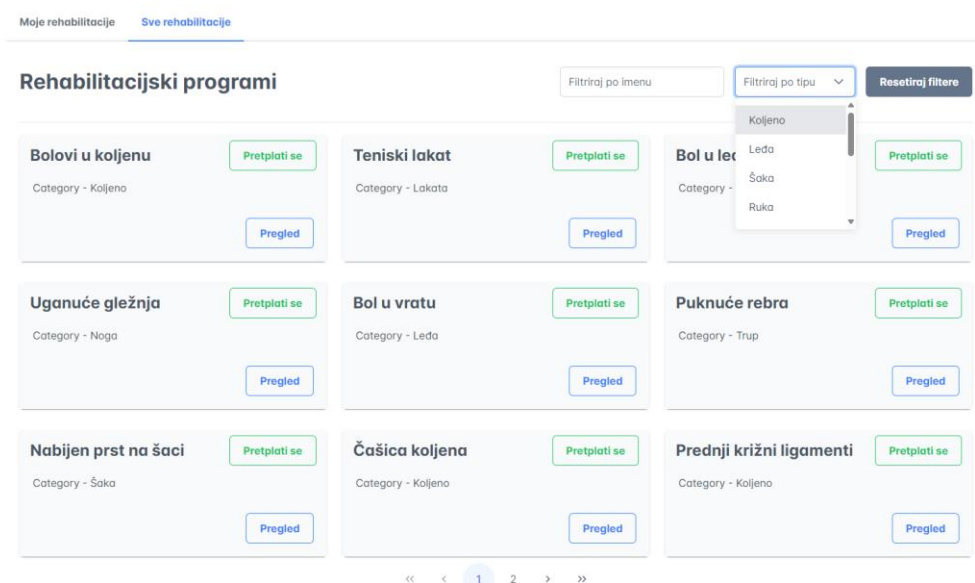 Moje rehabilitacije Sve rehabilitacije
Rehabilitacijski programi
Filtriraj po imenu
Filtriraj po tipu
Resetiraj filtere
Koljeno
Leđa
Šaka
Ruka
Bolovi u koljenu
Pretplati se
Category - Koljeno
Pregled
Teniski lakat
Pretplati se
Category - Lakata
Pregled
Bol u
Pretplati se
Category -
Pregled
Uganuće gležnja
Pretplati se
Category - Noga
Pregled
Bol u vratu
Pretplati se
Category - Leđa
Pregled
Puknuće rebra
Pretplati se
Category - Trup
Pregled
Nabijen prst na šaci
Pretplati se
Category - Šaka
Pregled
Čašica koljena
Pretplati se
Category - Koljeno
Pregled
Prednji križni ligamenti
Pretplati se
Category - Koljeno
Pregled
<< < 1 2 > >>